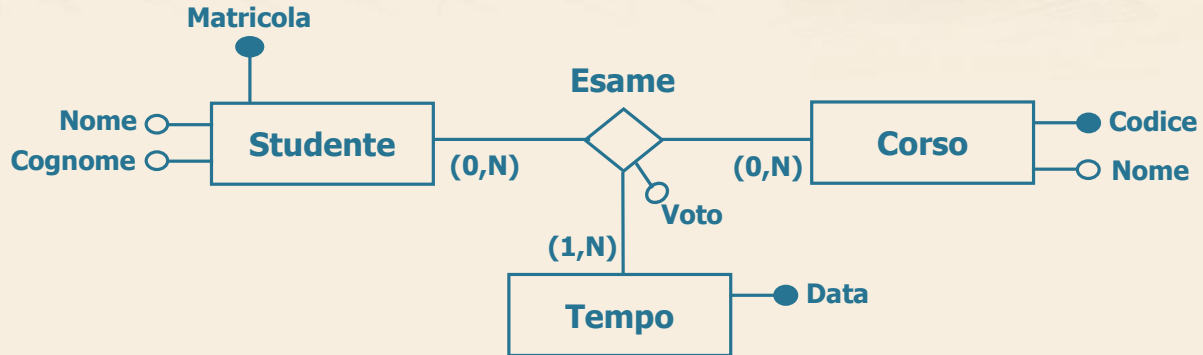 Matricola
Esame
Nome
Studente
Corso
Codice
Cognome
(0,N)
(0,N)
Nome
Voto
(1,N)
Tempo
Data